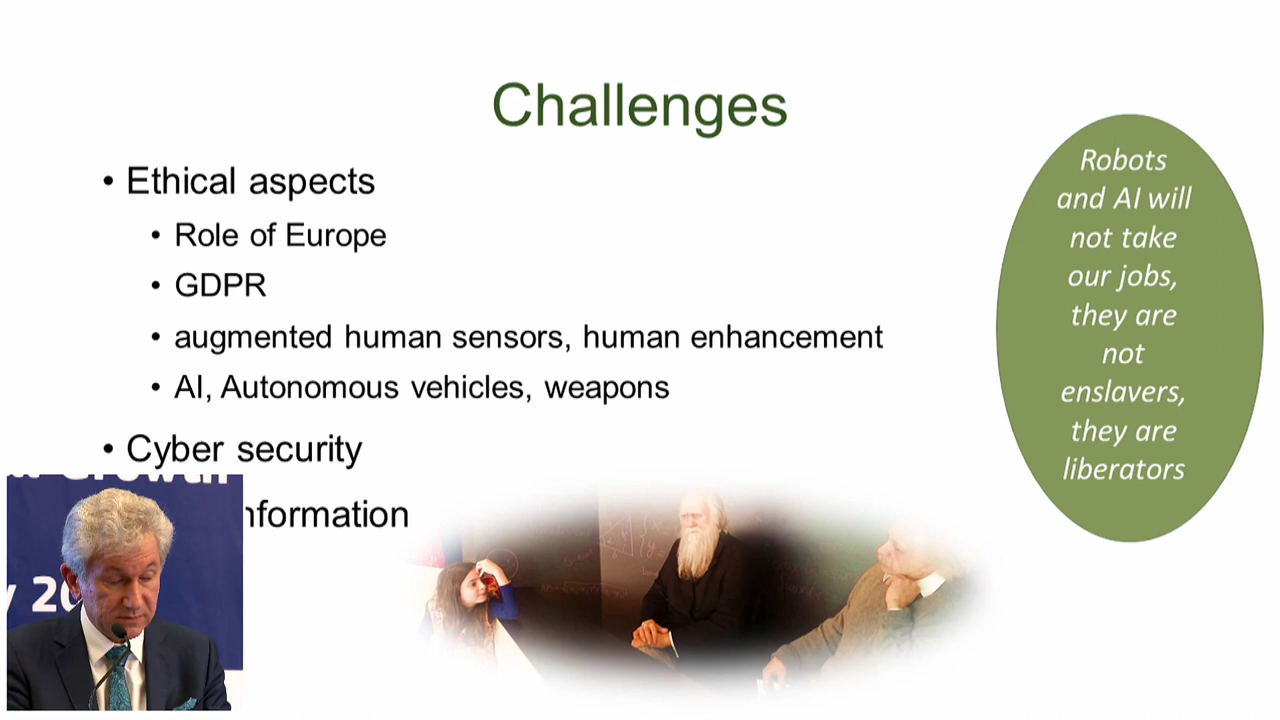 Challenges
• Ethical aspects
• Role of Europe
• GDPR
• augmented human sensors, human enhancement
• AI, Autonomous vehicles, weapons
• Cyber security
nformation
Robots
and AI will
not take
our jobs,
they are
not
enslavers,
they are
liberators
Growth